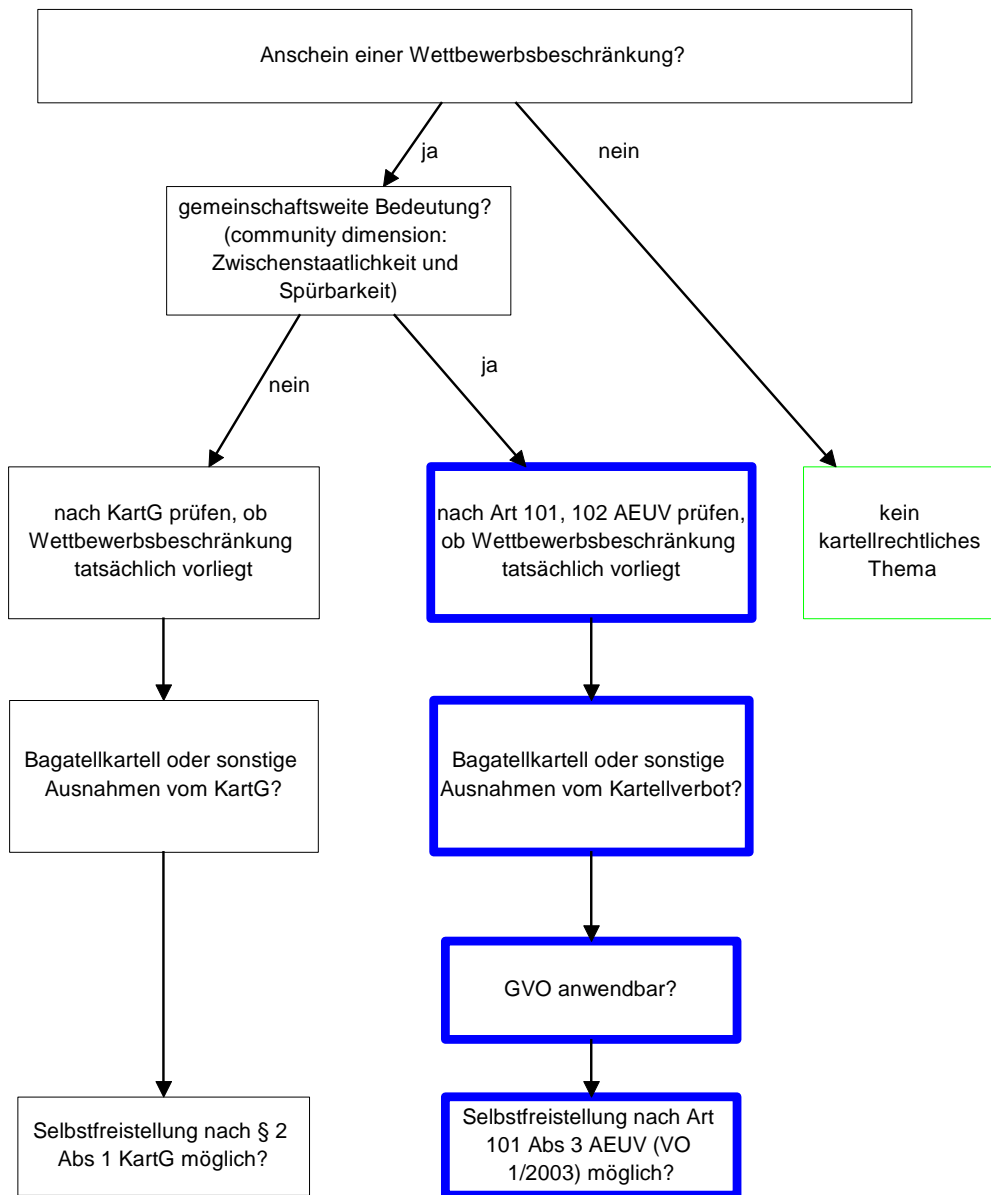 Anschein einer Wettbewerbsbeschränkung?
ja
nein
gemeinschaftsweite Bedeutung?
(community dimension:
Zwischenstaatlichkeit und
Spürbarkeit)
nein
ja
nach KartG prüfen, ob
Wettbewerbsbeschränkung
tatsächlich vorliegt
nach Art 101, 102 AEUV prüfen,
ob Wettbewerbsbeschränkung
tatsächlich vorliegt
kein
kartellrechtliches
Thema
Bagatellkartell oder sonstige
Ausnahmen vom KartG?
Bagatellkartell oder sonstige
Ausnahmen vom Kartellverbot?
GVO anwendbar?
Selbstfreistellung nach § 2
Abs 1 KartG möglich?
Selbstfreistellung nach Art
101 Abs 3 AEUV (VO
1/2003) möglich?